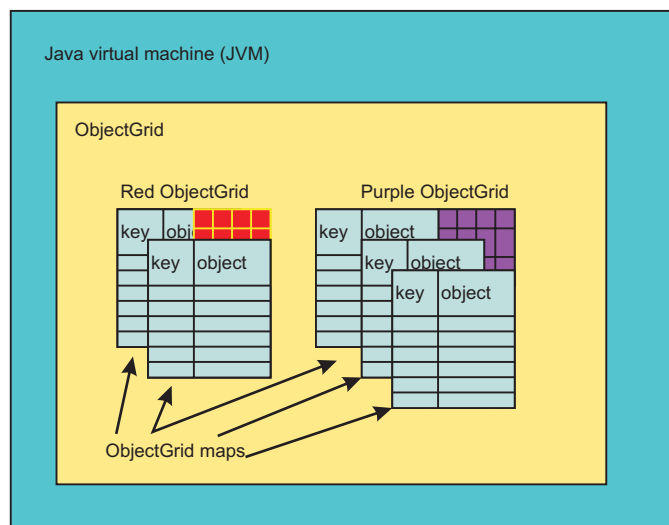 Java virtual machine (JVM)
ObjectGrid
Red ObjectGrid
Purple ObjectGrid
key
key object
key object
key object
key object
ObjectGrid maps